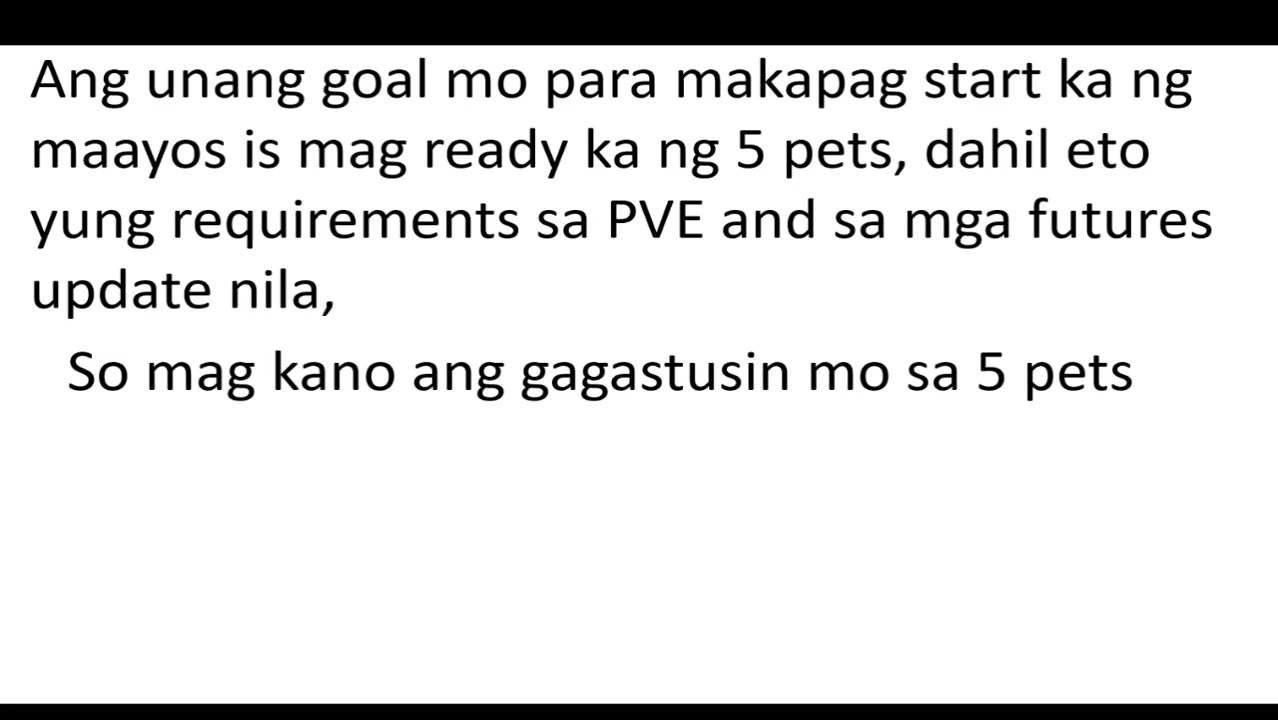 Ang unang goal mo para makapag start ka ng
maayos is mag ready ka ng 5 pets, dahil eto
yung requirements sa PVE and sa mga futures
update nila,
So mag kano ang gagastusin mo sa 5 pets